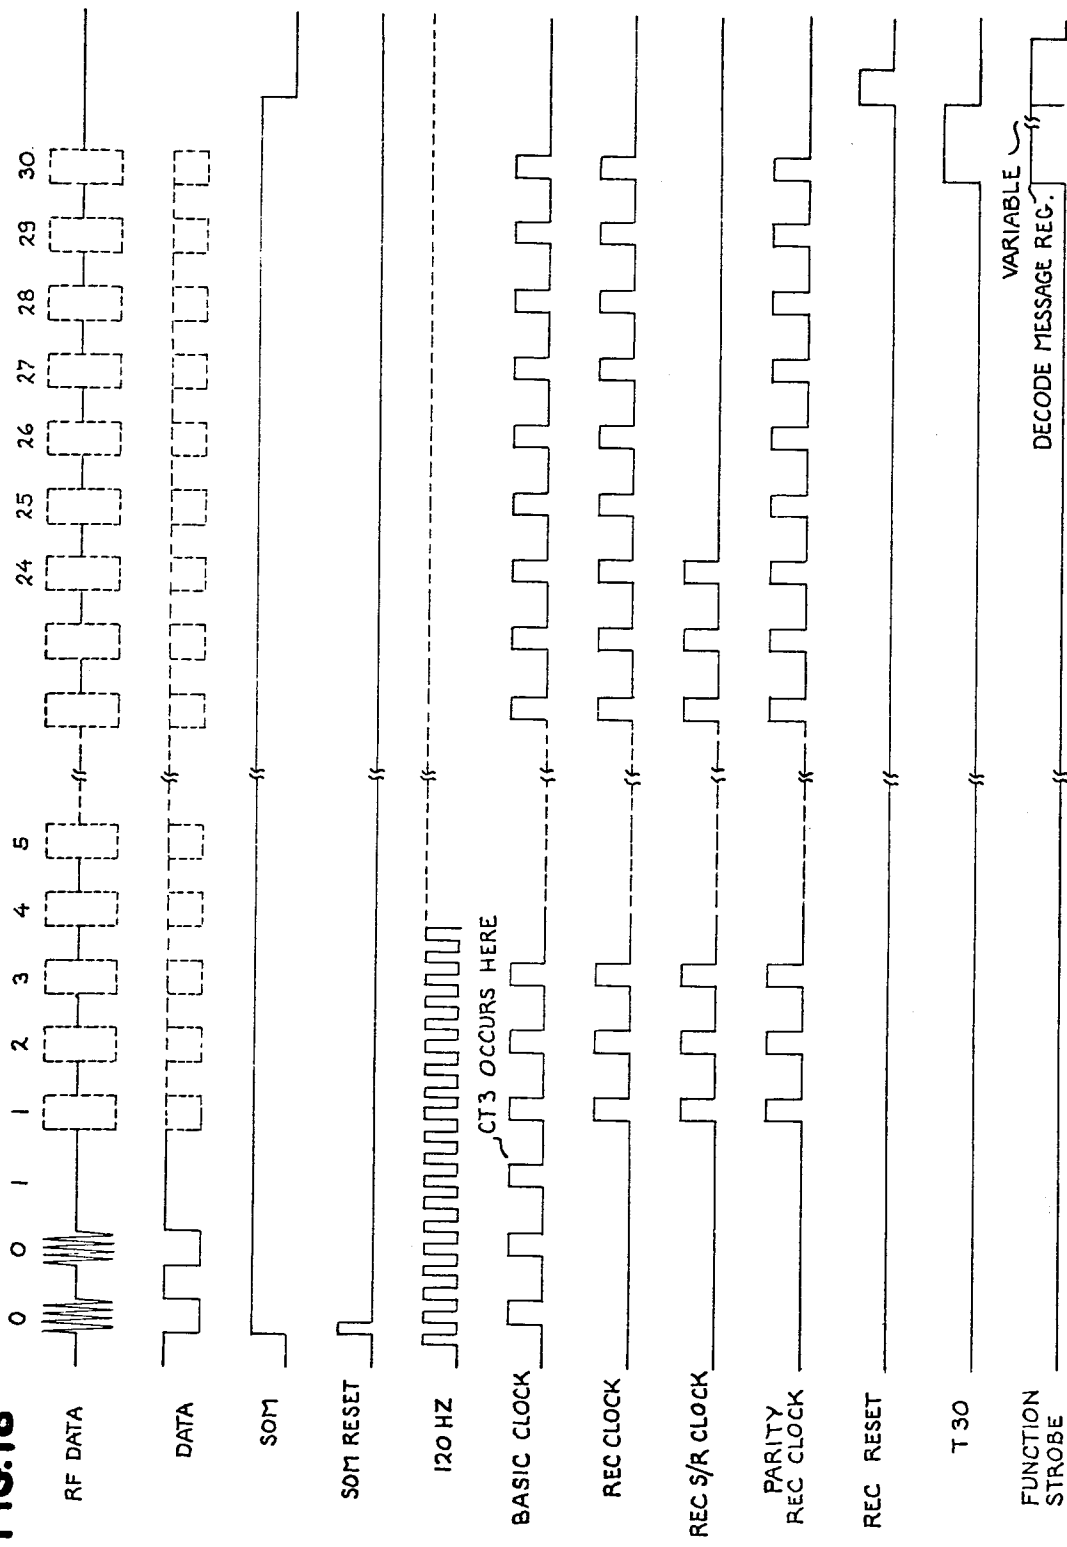 RF DATA
0 0 1 1 2 3 4 5 24 25 26 27 28 29 30
DATA
SOM
SOM RESET
120 HZ
BASIC CLOCK
CT3 OCCURS HERE
REC CLOCK
REC S/R CLOCK
PARITY
REC CLOCK
REC RESET
T 30
VARIABLE
DECODE MESSAGE REG.
FUNCTION
STROBE